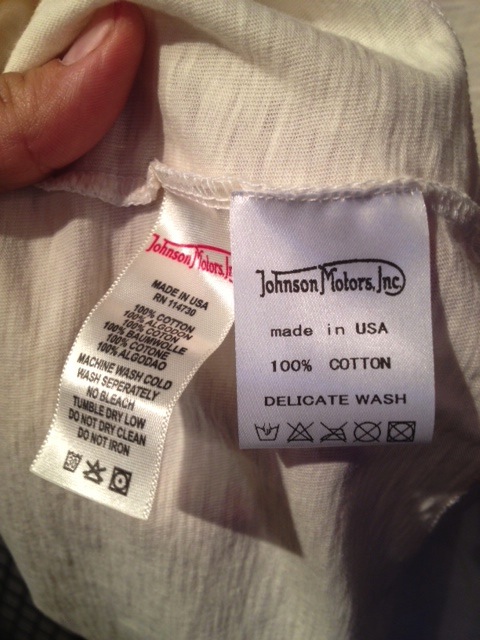 Johnson Motors, In
MADE IN USA
RN 114730
100% COTTON
100% ALGODON
100% COTON
100% BAUMWOLLE
100% COTONE
100% ALGODAO
MACHINE WASH COLD
WASH SEPERATELY
NO BLEACH
TUMBLE DRY LOW
DO NOT DRY CLEAN
DO NOT IRON
Johnson Motors, Inc.
made in USA
100% COTTON
DELICATE WASH